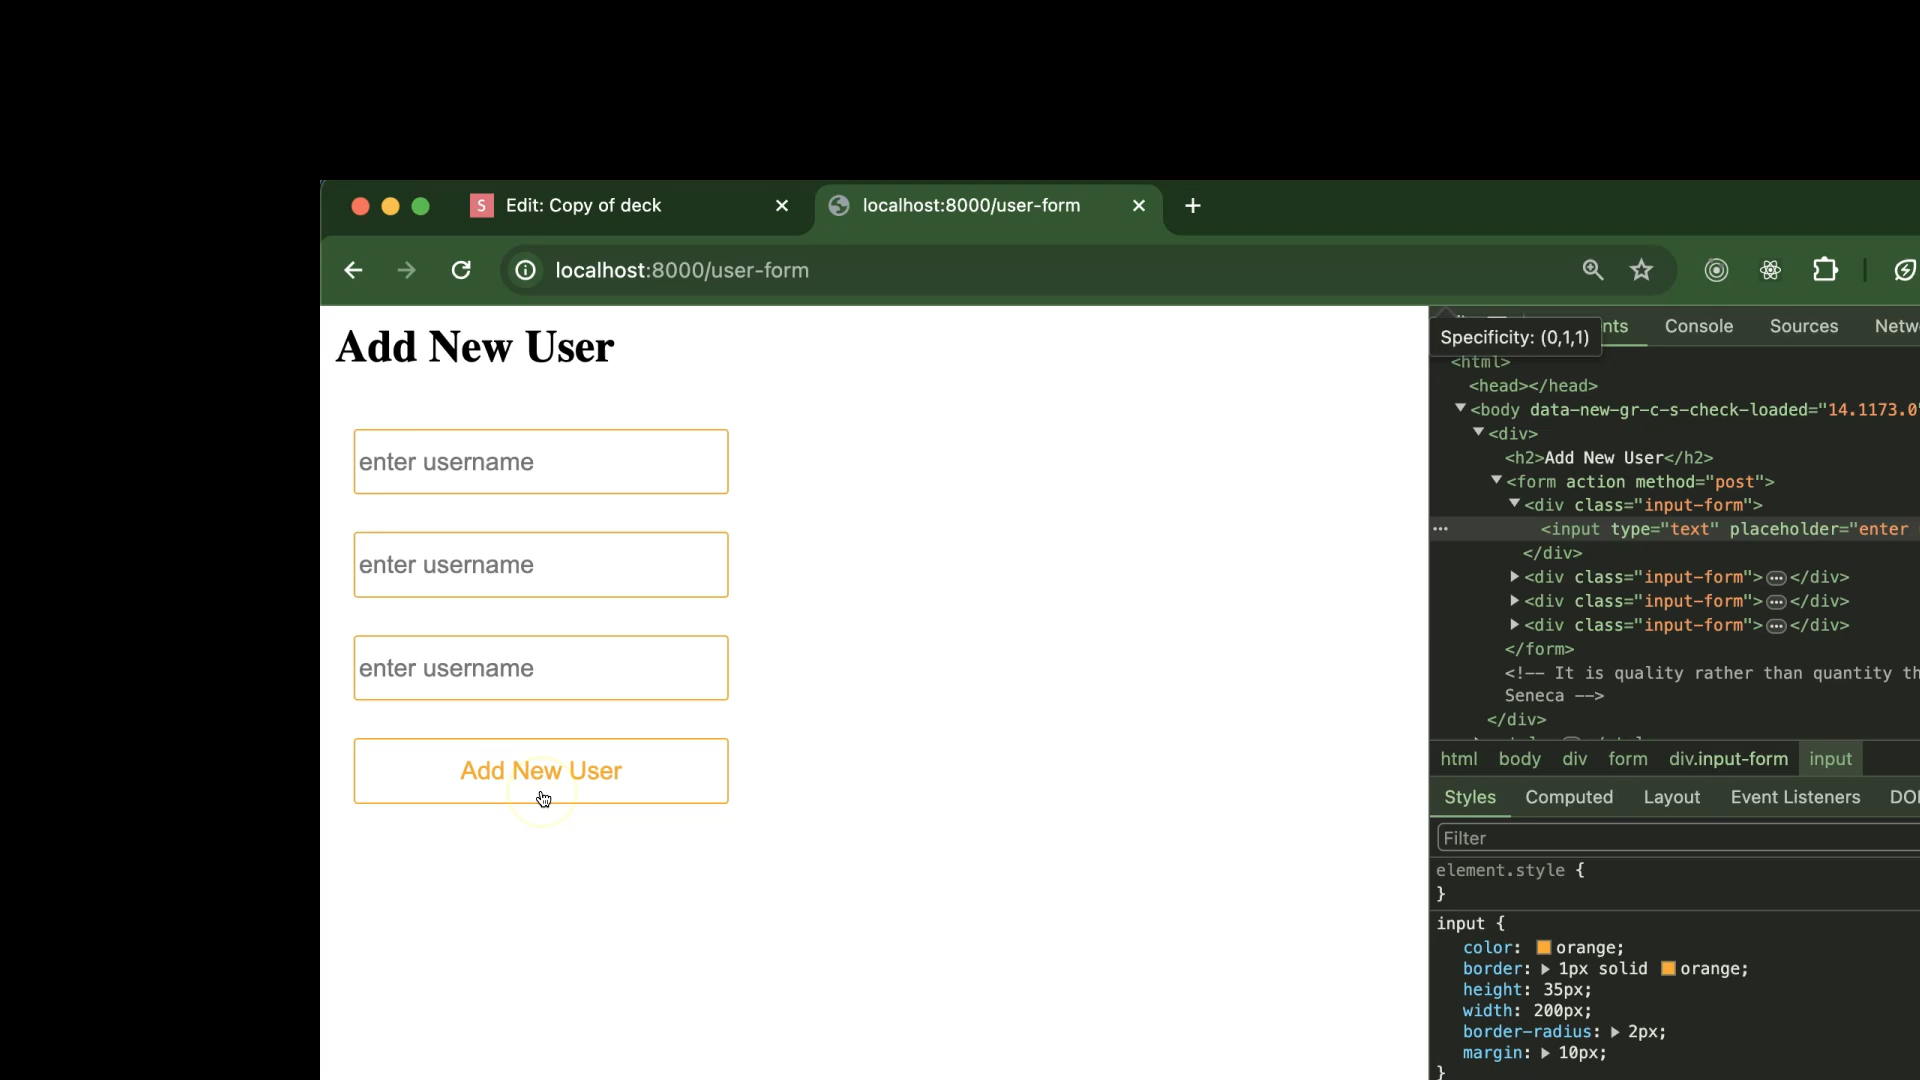 S Edit: Copy of deck
localhost:8000/user-form
localhost:8000/user-form
Add New User
enter username
enter username
enter username
Add New User
Specificity: (0,1,1)
Console
Sources
<html>
<head></head>
<body data-new-gr-c-s-check-loaded="14.1173.0"
<div>
<h2>Add New User</h2>
<form action method="post">
<div class="input-form">
<input type="text" placeholder="enter
</div>
<div class="input-form">…</div>
<div class="input-form">…</div>
<div class="input-form">…</div>
</form>
<!-- It is quality rather than quantity th
Seneca -->
</div>
html body div form div.input-form input
Styles Computed Layout Event Listeners
Filter
element.style {
}
input {
color: orange;
border: 1px solid orange;
height: 35px;
width: 200px;
border-radius: 2px;
margin: 10px;
}